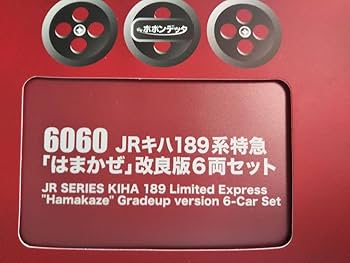 ポポンデッタ
6060 JRキハ189系特急
「はまかぜ」改良版6両セット
JR SERIES KIHA 189 Limited Express
"Hamakaze" Gradeup version 6-Car Set